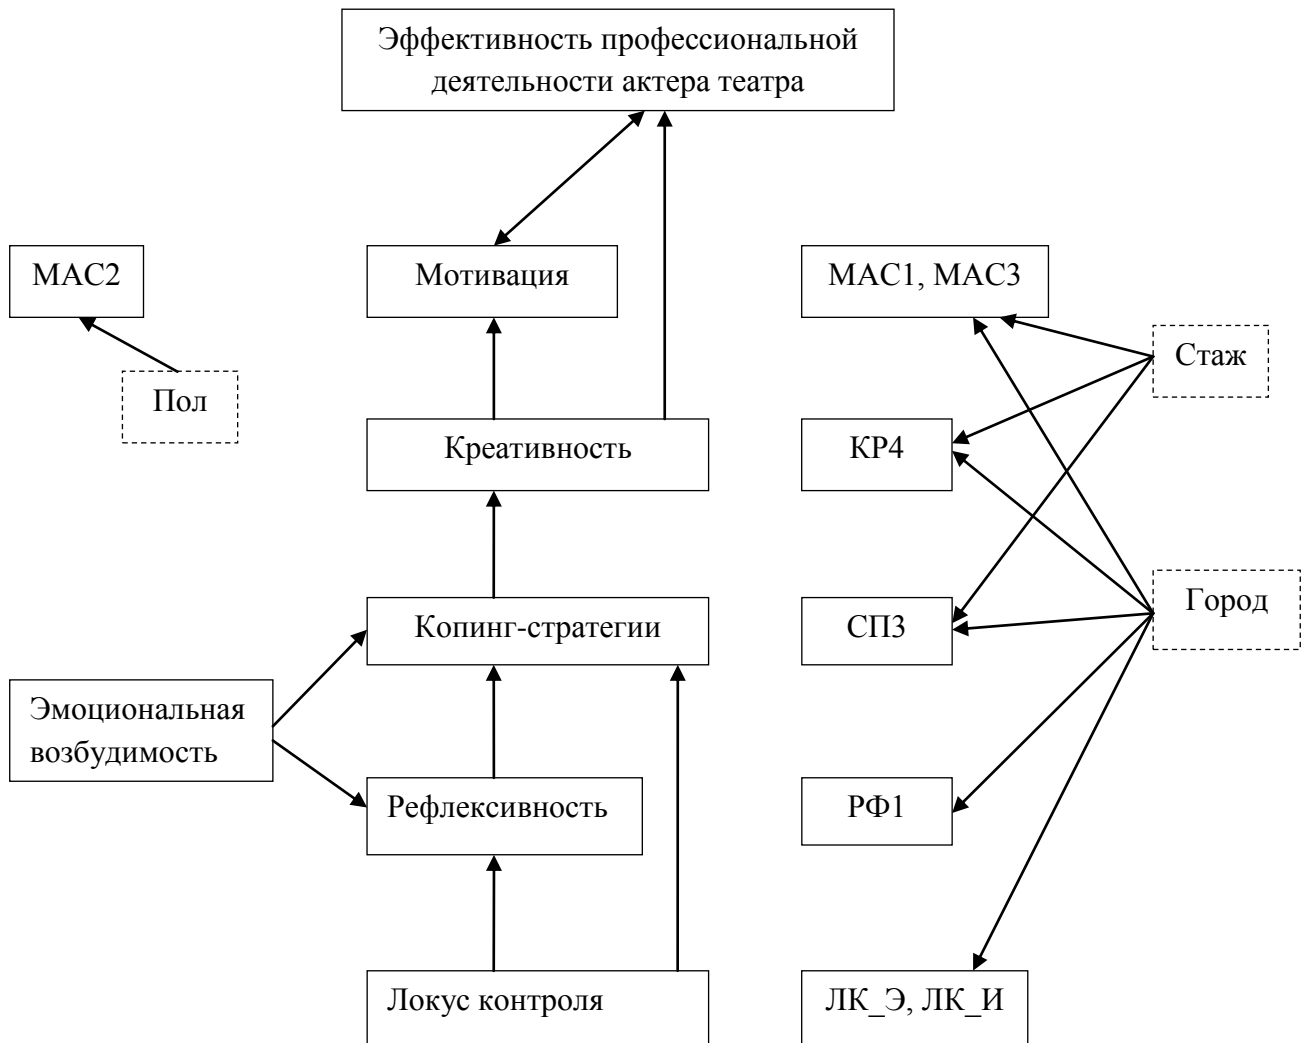 Эффективность профессиональной
деятельности актера театра
МАС2
Мотивация
МАС1, МАС3
Стаж
Пол
Креативность
КР4
Город
Копинг-стратегии
СП3
Эмоциональная
возбудимость
Рефлексивность
РФ1
Локус контроля
ЛК_Э, ЛК_И